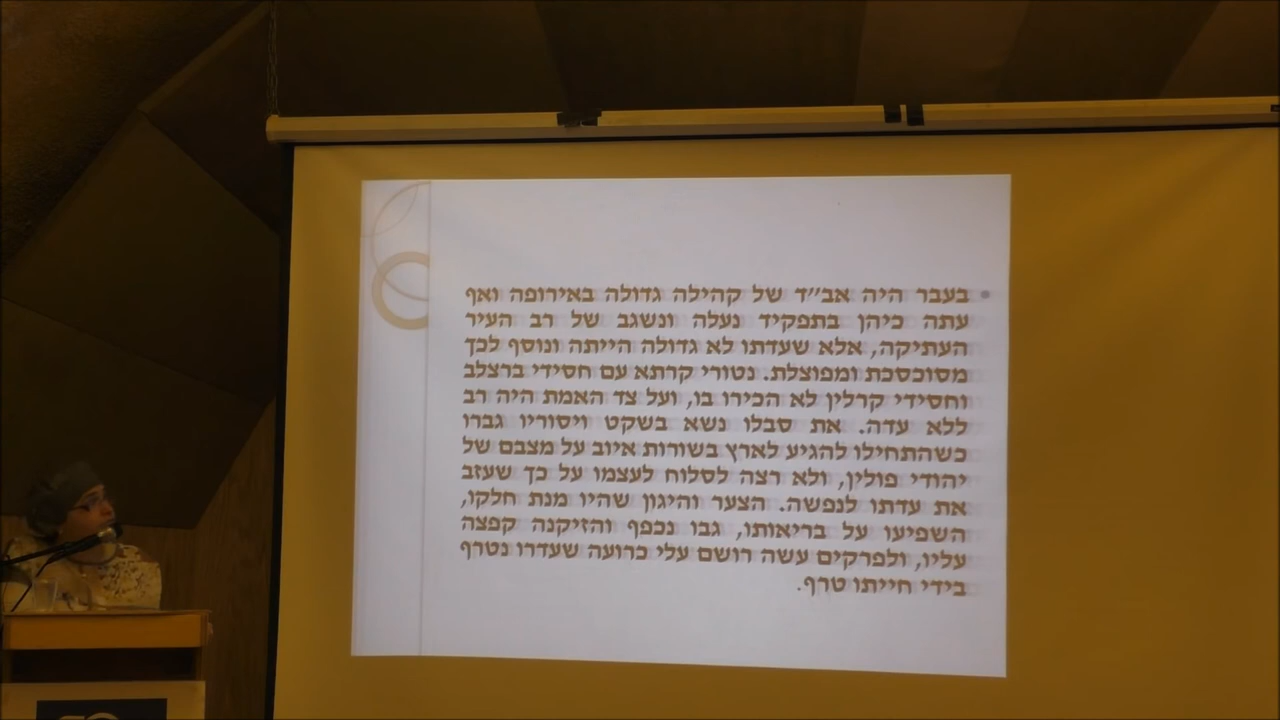 בעבר היה אב״ד של קהילה גדולה באירופה ואף
עתה כיהן בתפקיד נעלה ונשגב של רב העיר
העתיקה, אלא שעדתו לא גדולה הייתה ונוסף לכך
מסוכסכת ומפוצלת. נטורי קרתא עם חסידי ברצלב
וחסידי קרלין לא הכירו בו, ועל צד האמת היה רב
ללא עדה. את סבלו נשא בשקט ויסוריו גברו
כשהתחילו להגיע לארץ בשורות איוב על מצבם של
יהודי פולין, ולא רצה לסלוח לעצמו על כך שעזב
את עדתו לנפשה. הצער והיגון שהיו מנת חלקו,
השפיעו על בריאותו, גבו נכפף והזיקנה קפצה
עליו, ולפרקים עשה רושם עלי כרועה שעדרו נטרף
בידי חייתו טרף.